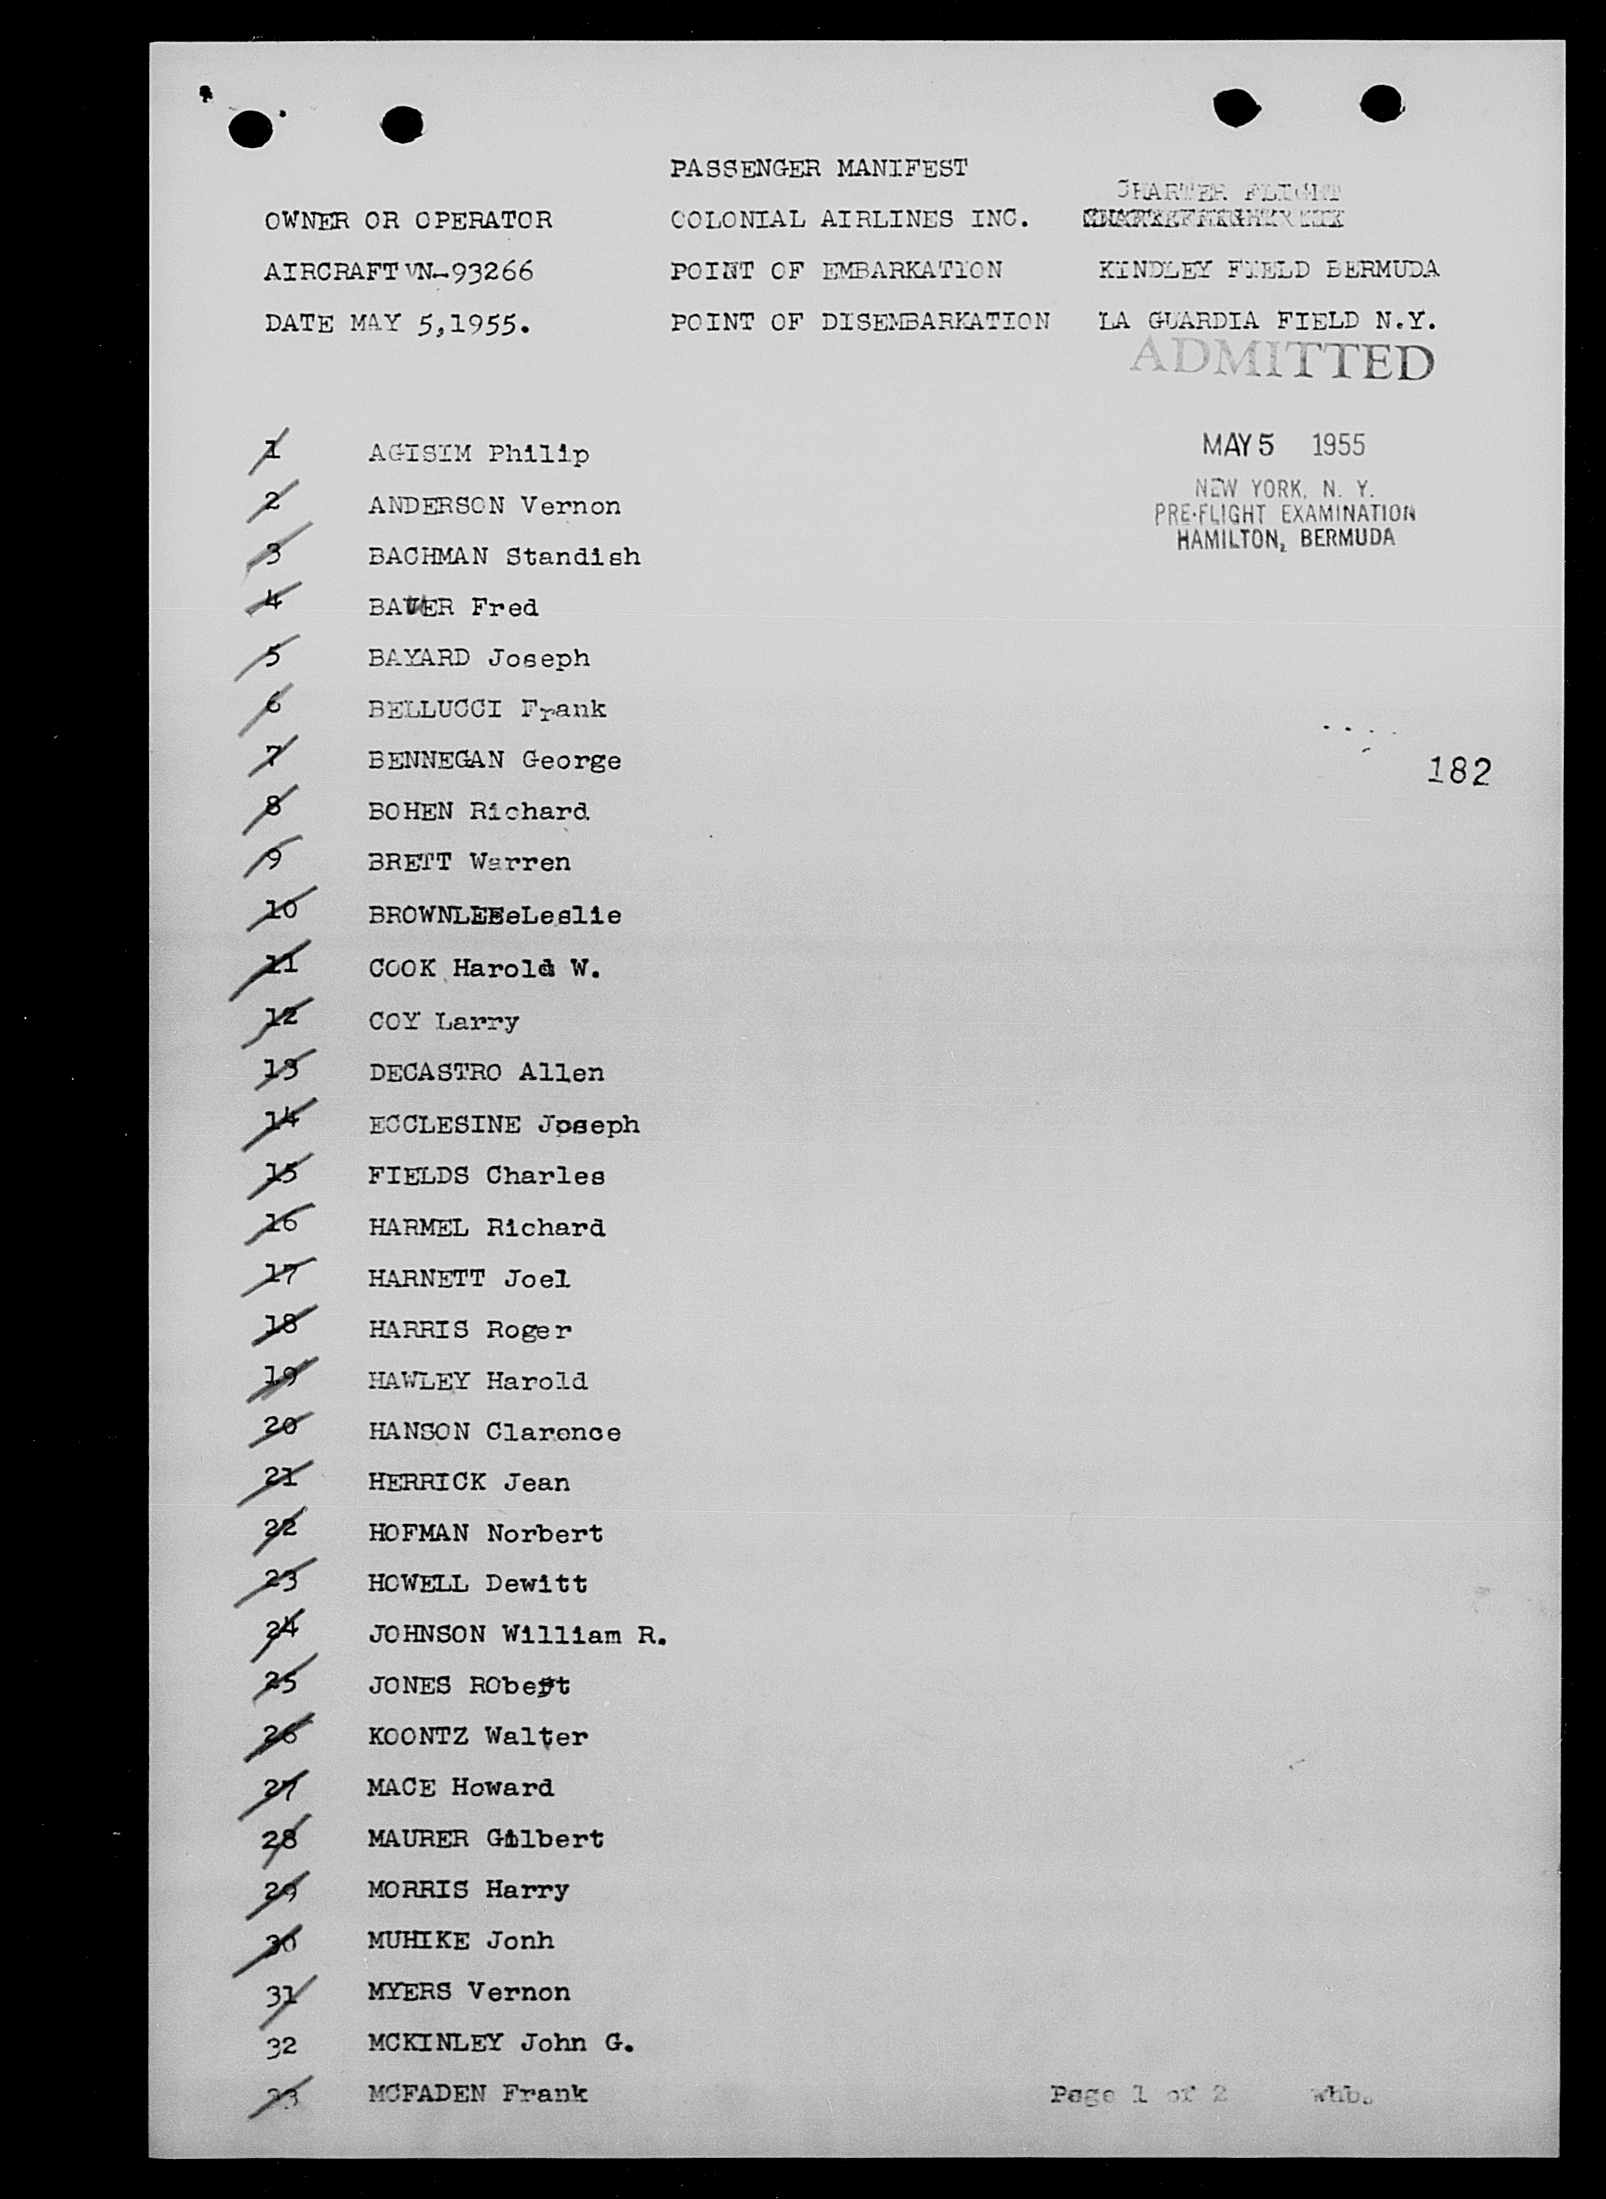 PASSENGER MANIFEST
CHARTER FLIGHT
OWNER OR OPERATOR COLONIAL AIRLINES INC.
AIRCRAFT VN-93266 POINT OF EMBARKATION KINDLEY FIELD BERMUDA
DATE MAY 5,1955. POINT OF DISEMBARKATION LA GUARDIA FIELD N.Y.
ADMITTED
MAY 5 1955
NEW YORK, N. Y.
PRE-FLIGHT EXAMINATION
HAMILTON, BERMUDA
1 AGISIM Philip
2 ANDERSON Vernon
3 BACHMAN Standish
4 BAUER Fred
5 BAYARD Joseph
6 BELLUCCI Frank
7 BENNEGAN George
182
8 BOHEN Richard
9 BRETT Warren
10 BROWNLEEeLeslie
11 COOK Harold W.
12 COY Larry
13 DECASTRO Allen
14 ECCLESINE Joseph
15 FIELDS Charles
16 HARMEL Richard
17 HARNETT Joel
18 HARRIS Roger
19 HAWLEY Harold
20 HANSON Clarence
21 HERRICK Jean
22 HOFMAN Norbert
23 HOWELL Dewitt
24 JOHNSON William R.
25 JONES RObert
26 KOONTZ Walter
27 MACE Howard
28 MAURER Gilbert
29 MORRIS Harry
30 MUHIKE Jonh
31 MYERS Vernon
32 MCKINLEY John G.
33 MCFADEN Frank
Page 1 of 2 whb.